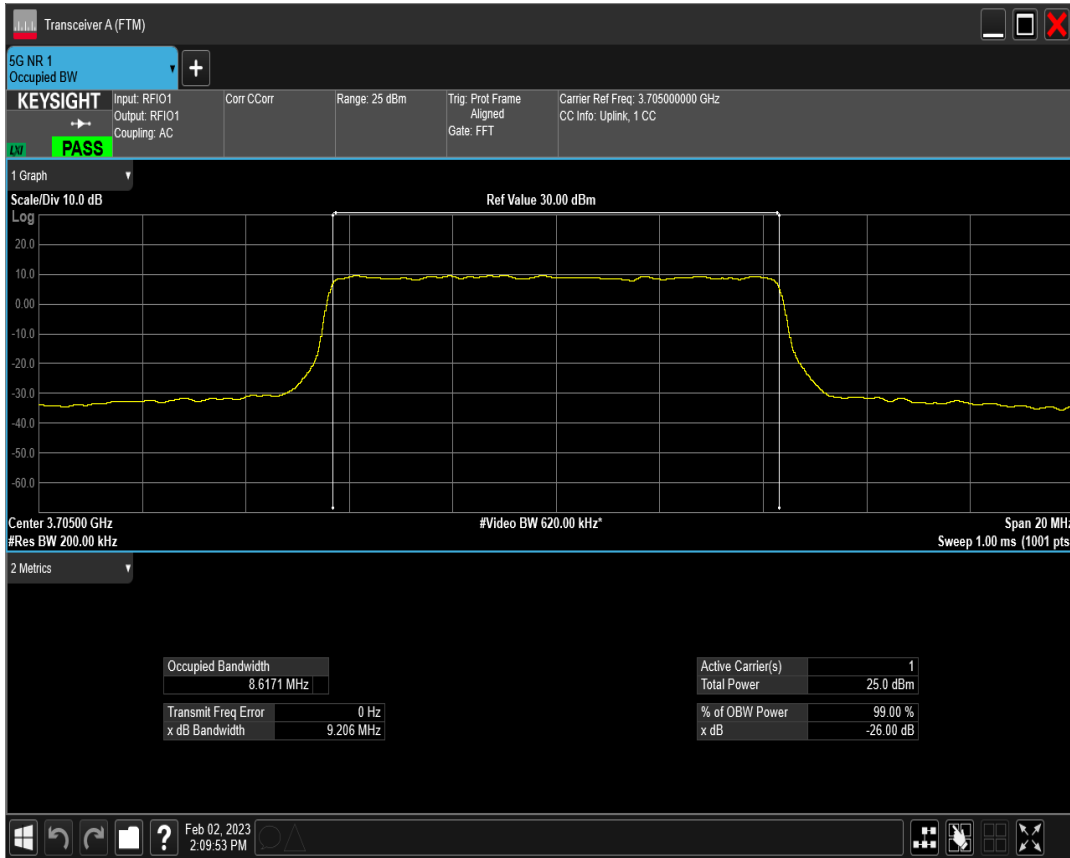 Transceiver A (FTM)
5G NR 1
Occupied BW
+
KEYSIGHT
LXI
PASS
Input: RFIO1
Output: RFIO1
Coupling: AC
Corr CCorr
Range: 25 dBm
Trig: Prot Frame
Aligned
Gate: FFT
Carrier Ref Freq: 3.705000000 GHz
CC Info: Uplink, 1 CC
1 Graph
Scale/Div 10.0 dB
Ref Value 30.00 dBm
Log
20.0
10.0
0.00
-10.0
-20.0
-30.0
-40.0
-50.0
-60.0
Center 3.70500 GHz
#Video BW 620.00 kHz*
Span 20 MHz
#Res BW 200.00 kHz
Sweep 1.00 ms (1001 pts
2 Metrics
Occupied Bandwidth
8.6171 MHz
Transmit Freq Error 0 Hz
x dB Bandwidth 9.206 MHz
Active Carrier(s) 1
Total Power 25.0 dBm
% of OBW Power 99.00 %
x dB -26.00 dB
?
Feb 02, 2023
2:09:53 PM